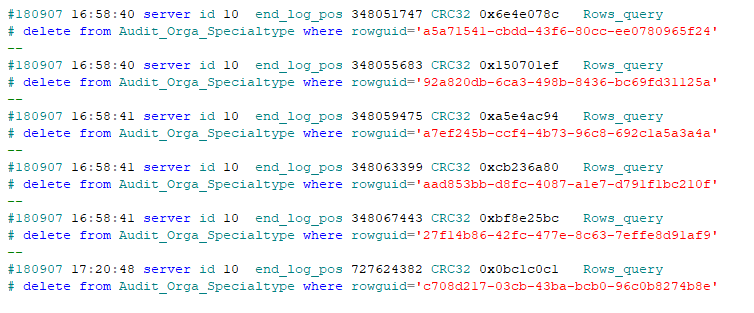 #180907 16:58:40 server id 10  end_log_pos 348051747 CRC32 0x6e4e078c   Rows_query
# delete from Audit_Orga_Specialtype where rowguid='a5a71541-cbdd-43f6-80cc-ee0780965f24'
--
#180907 16:58:40 server id 10  end_log_pos 348055683 CRC32 0x150701ef   Rows_query
# delete from Audit_Orga_Specialtype where rowguid='92a820db-6ca3-498b-8436-bc69fd31125a'
--
#180907 16:58:41 server id 10  end_log_pos 348059475 CRC32 0xa5e4ac94   Rows_query
# delete from Audit_Orga_Specialtype where rowguid='a7ef245b-ccf4-4b73-96c8-692c1a5a3a4a'
--
#180907 16:58:41 server id 10  end_log_pos 348063399 CRC32 0xcb236a80   Rows_query
# delete from Audit_Orga_Specialtype where rowguid='aad853bb-d8fc-4087-a1e7-d791f1bc210f'
--
#180907 16:58:41 server id 10  end_log_pos 348067443 CRC32 0xbf8e25bc   Rows_query
# delete from Audit_Orga_Specialtype where rowguid='27f14b86-42fc-477e-8c63-7effe8d91af9'
--
#180907 17:20:48 server id 10  end_log_pos 727624382 CRC32 0x0bc1c0c1   Rows_query
# delete from Audit_Orga_Specialtype where rowguid='c708d217-03cb-43ba-bcb0-96c0b8274b8e'